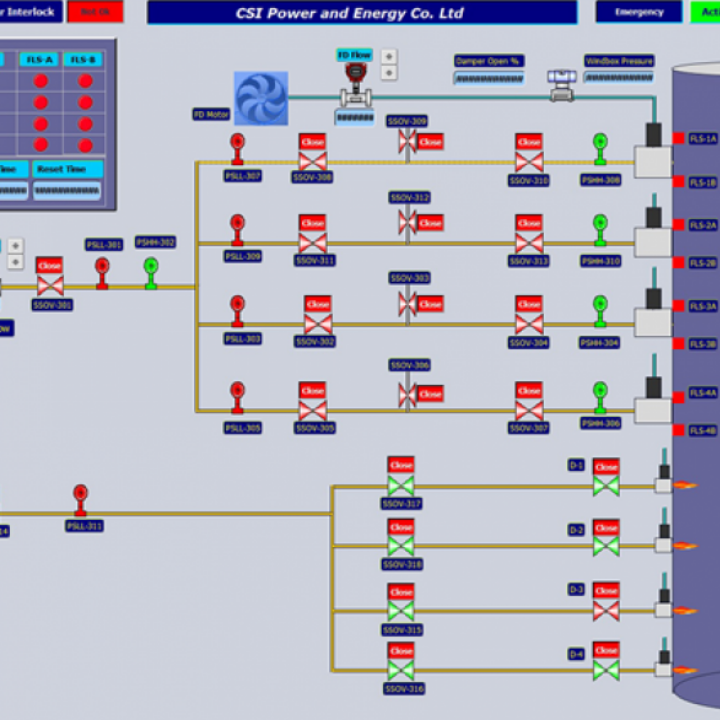 r Interlock
Not Ok
CSI Power and Energy Co. Ltd
Emergency
Acti
FLS-A
FLS-B
ime
Reset Time
FD Motor
FD Flow
Damper Open %
Windbox Pressure
SSOV-309
Close
Close
Close
PSLL-307
SSOV-308
SSOV-310
PSHH-308
FLS-1A
FLS-1B
SSOV-312
Close
Close
Close
PSLL-309
SSOV-311
SSOV-313
PSHH-310
FLS-2A
FLS-2B
PSLL-301
PSHH-302
Close
SSOV-301
ow
SSOV-303
Close
Close
Close
PSLL-303
SSOV-302
SSOV-304
PSHH-304
FLS-3A
FLS-3B
SSOV-306
Close
Close
Close
PSLL-305
SSOV-305
SSOV-307
PSHH-306
FLS-4A
FLS-4B
Close
D-1
Close
SSOV-317
14
PSLL-311
Close
D-2
Close
SSOV-318
Close
D-3
Close
SSOV-315
Close
D-4
Close
SSOV-316